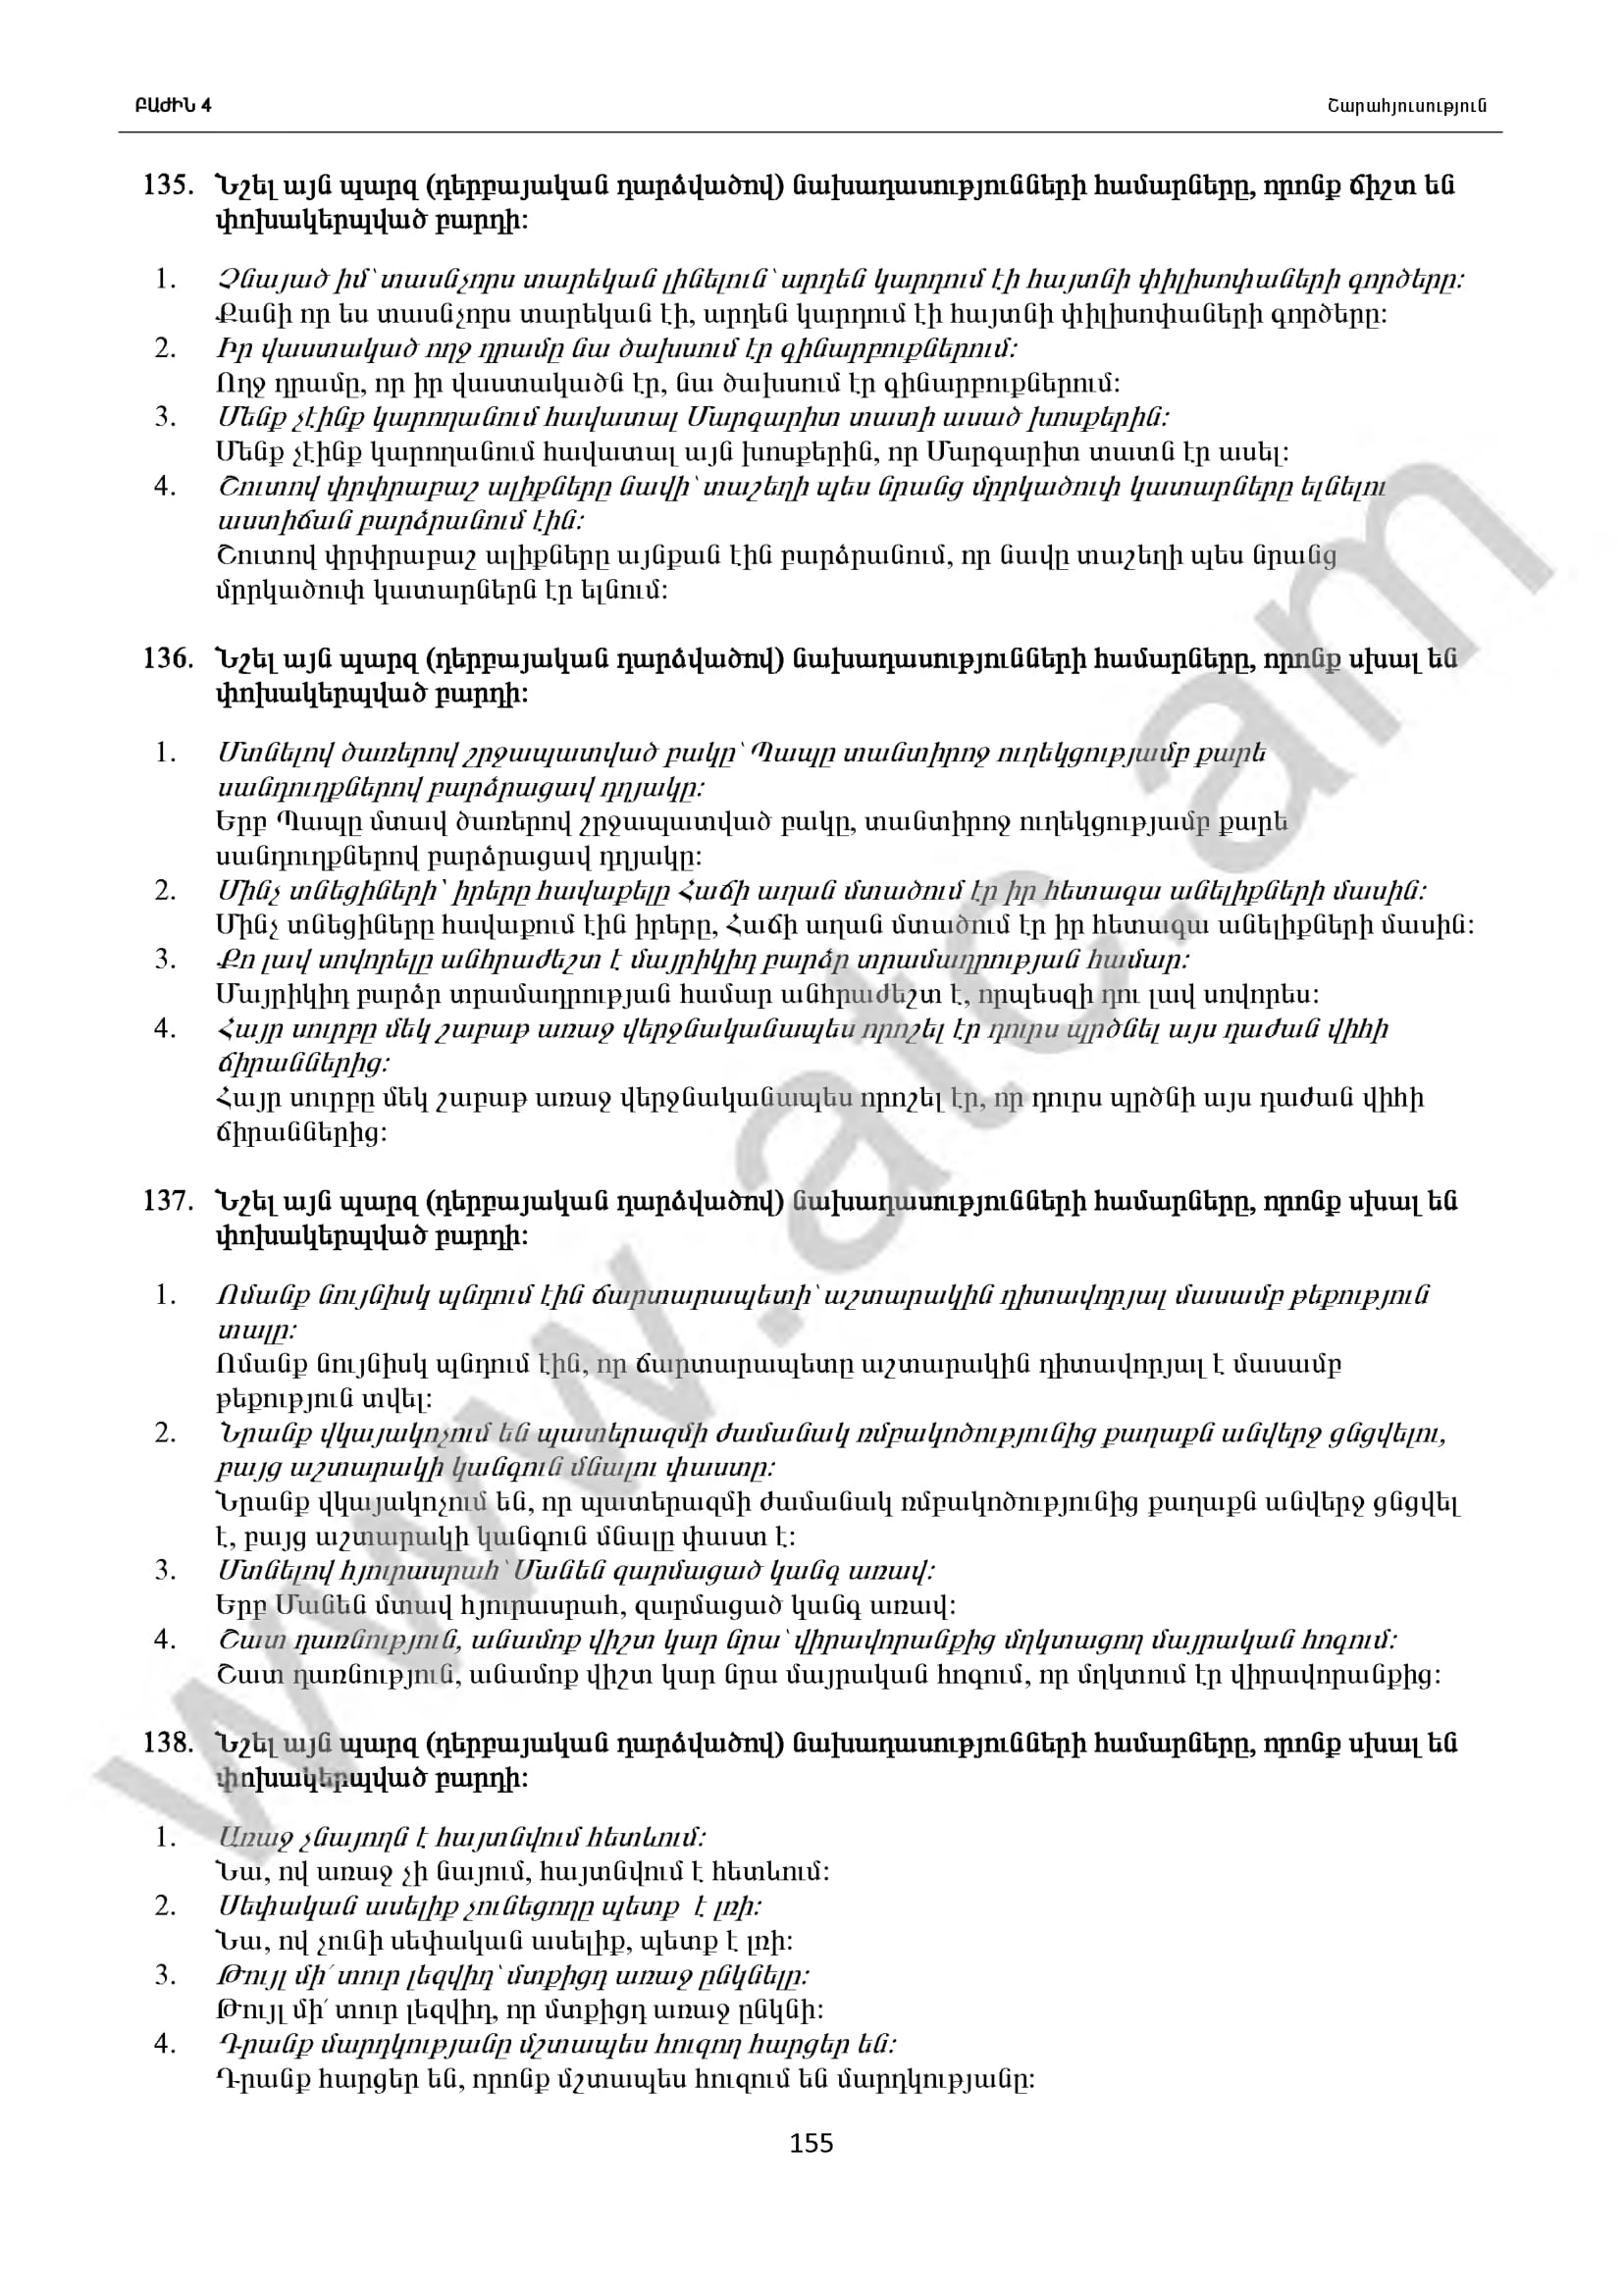 ԲԱԺԻՆ 4
Շարահյուսություն
135. Նշել այն պարզ (դերբայական դարձվածով) նախադասությունների համարները, որոնք ճիշտ են
փոխակերպված բարդի:
1. Չնայած իմ՝ տասնչորս տարեկան լինելուն՝ արդեն կարդում էի հայտնի փիլիսոփաների գործերը:
Քանի որ ես տասնչորս տարեկան էի, արդեն կարդում էի հայտնի փիլիսոփաների գործերը:
2. Իր վաստակած ողջ դրամը նա ծախսում էր գինարբուքներում:
Ողջ դրամը, որ իր վաստակածն էր, նա ծախսում էր գինարբուքներում:
3. Մենք չէինք կարողանում հավատալ Մարգարիտ տատի ասած խոսքերին:
Մենք չէինք կարողանում հավատալ այն խոսքերին, որ Մարգարիտ տատն էր ասել:
4. Շուտով փրփրաբաշ ալիքները նավի՝ տաշեղի պես նրանց մրրկածուփ կատարները ելնելու
աստիճան բարձրանում էին:
Շուտով փրփրաբաշ ալիքները այնքան էին բարձրանում, որ նավը տաշեղի պես նրանց
մրրկածուփ կատարներն էր ելնում:
136. Նշել այն պարզ (դերբայական դարձվածով) նախադասությունների համարները, որոնք սխալ են
փոխակերպված բարդի:
1. Մտնելով ծառերով շրջապատված բակը՝ Պապը տանտիրոջ ուղեկցությամբ քարե
սանդուղքներով բարձրացավ դղյակը:
Երբ Պապը մտավ ծառերով շրջապատված բակը, տանտիրոջ ուղեկցությամբ քարե
սանդուղքներով բարձրացավ դղյակը:
2. Մինչ տնեցիների՝ իրերը հավաքելը Հաճի աղան մտածում էր իր հետագա անելիքների մասին:
Մինչ տնեցիները հավաքում էին իրերը, Հաճի աղան մտածում էր իր հետագա անելիքների մասին:
3. Քո լավ սովորելը անհրաժեշտ է մայրիկիդ բարձր տրամադրության համար:
Մայրիկիդ բարձր տրամադրության համար անհրաժեշտ է, որպեսզի դու լավ սովորես:
4. Հայր սուրբը մեկ շաբաթ առաջ վերջնականապես որոշել էր դուրս պրծնել այս դաժան վիհի
ճիրաններից:
Հայր սուրբը մեկ շաբաթ առաջ վերջնականապես որոշել էր, որ դուրս պրծնի այս դաժան վիհի
ճիրաններից:
137. Նշել այն պարզ (դերբայական դարձվածով) նախադասությունների համարները, որոնք սխալ են
փոխակերպված բարդի:
1. Ոմանք նույնիսկ պնդում էին ճարտարապետի՝ աշտարակին դիտավորյալ մասամբ թեքություն
տալը:
Ոմանք նույնիսկ պնդում էին, որ ճարտարապետը աշտարակին դիտավորյալ է մասամբ
թեքություն տվել:
2. Նրանք վկայակոչում են պատերազմի ժամանակ ռմբակոծությունից քաղաքն անվերջ ցնցվելու,
բայց աշտարակի կանգուն մնալու փաստը:
Նրանք վկայակոչում են, որ պատերազմի ժամանակ ռմբակոծությունից քաղաքն անվերջ ցնցվել
է, բայց աշտարակի կանգուն մնալը փաստ է:
3. Մտնելով հյուրասրահ՝ Մանեն զարմացած կանգ առավ:
Երբ Մանեն մտավ հյուրասրահ, զարմացած կանգ առավ:
4. Շատ դառնություն, անամոք վիշտ կար նրա՝ վիրավորանքից մղկտացող մայրական հոգում:
Շատ դառնություն, անամոք վիշտ կար նրա մայրական հոգում, որ մղկտում էր վիրավորանքից:
138. Նշել այն պարզ (դերբայական դարձվածով) նախադասությունների համարները, որոնք սխալ են
փոխակերպված բարդի:
1. Առաջ չնայողն է հայտնվում հետևում:
Նա, ով առաջ չի նայում, հայտնվում է հետևում:
2. Սեփական ասելիք չունեցողը պետք է լռի:
Նա, ով չունի սեփական ասելիք, պետք է լռի:
3. Թույլ մի՛ տուր լեզվիդ՝ մտքիցդ առաջ ընկնելը:
Թույլ մի՛ տուր լեզվիդ, որ մտքիցդ առաջ ընկնի:
4. Դրանք մարդկությանը մշտապես հուզող հարցեր են:
Դրանք հարցեր են, որոնք մշտապես հուզում են մարդկությանը:
155
www.atc.am